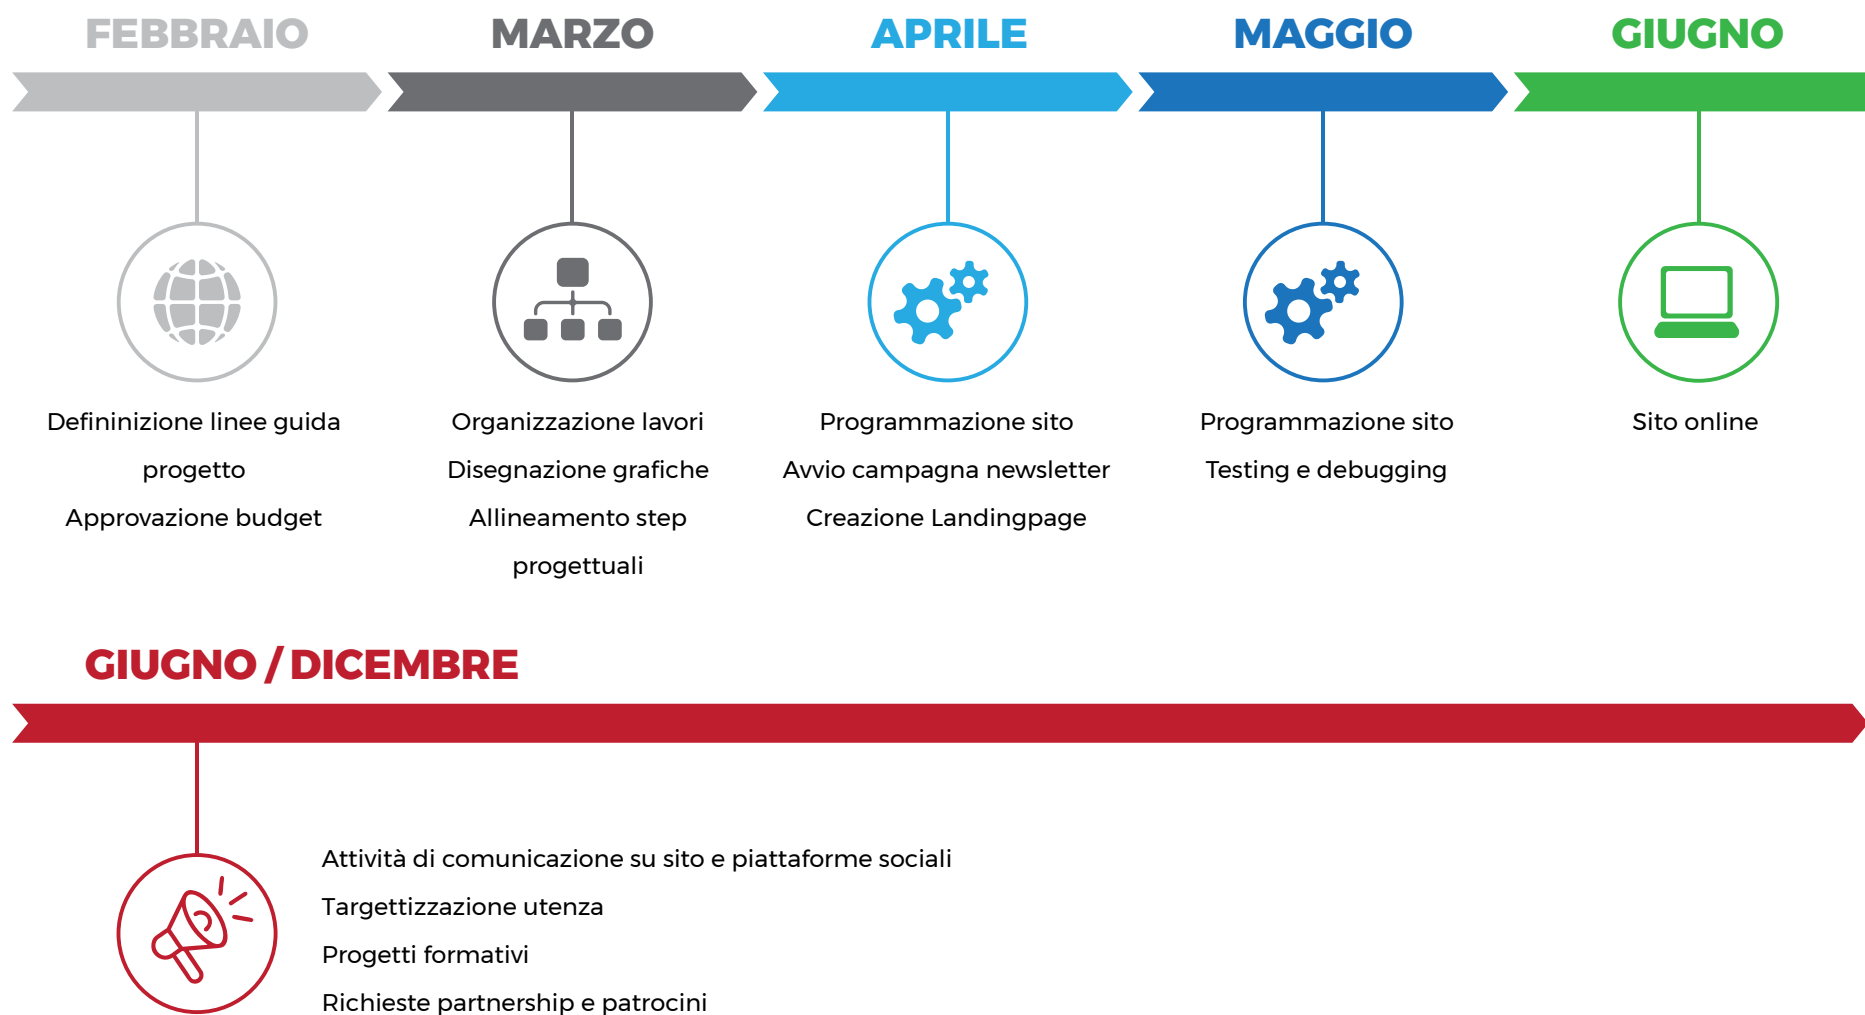 FEBBRAIO
MARZO
APRILE
MAGGIO
GIUGNO
Defininizione linee guida
progetto
Approvazione budget
Organizzazione lavori
Disegnazione grafiche
Allineamento step
progettuali
Programmazione sito
Avvio campagna newsletter
Creazione Landingpage
Programmazione sito
Testing e debugging
Sito online
GIUGNO / DICEMBRE
Attività di comunicazione su sito e piattaforme sociali
Targettizzazione utenza
Progetti formativi
Richieste partnership e patrocini